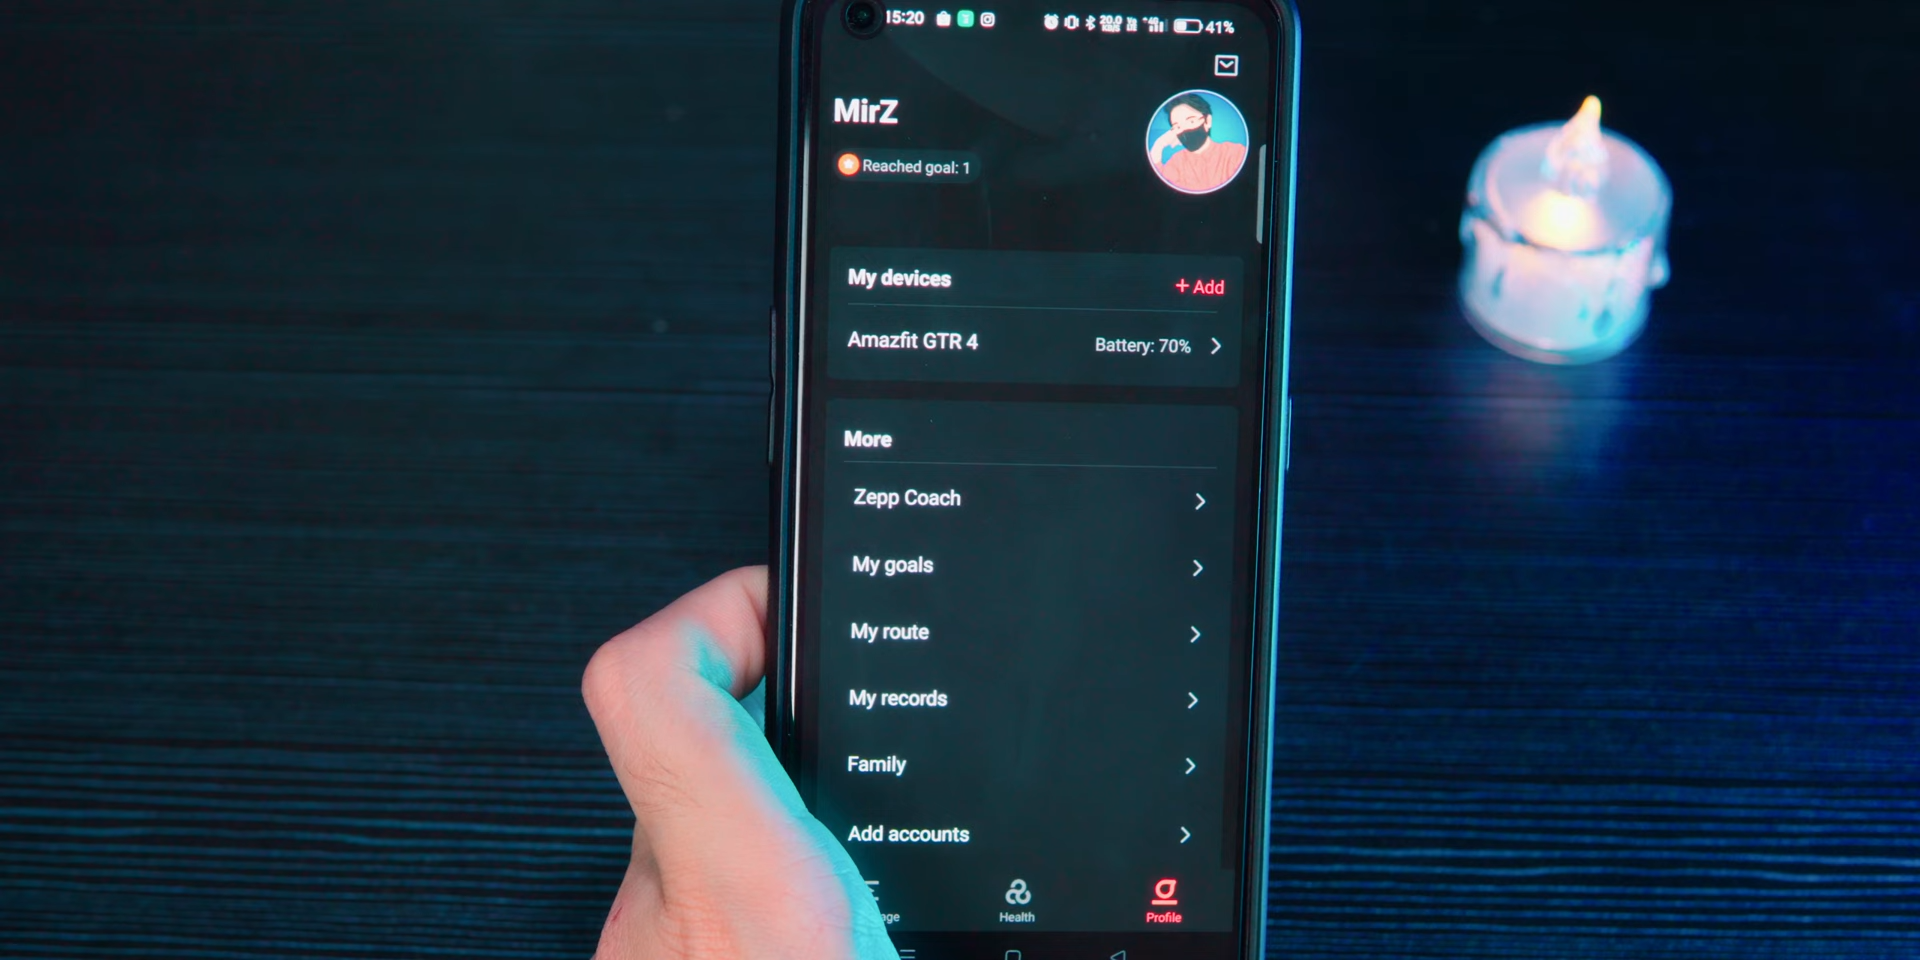 15:20 41%
MirZ
Reached goal: 1
My devices
+ Add
Amazfit GTR 4
Battery: 70%
More
Zepp Coach
My goals
My route
My records
Family
Add accounts
Health
Profile